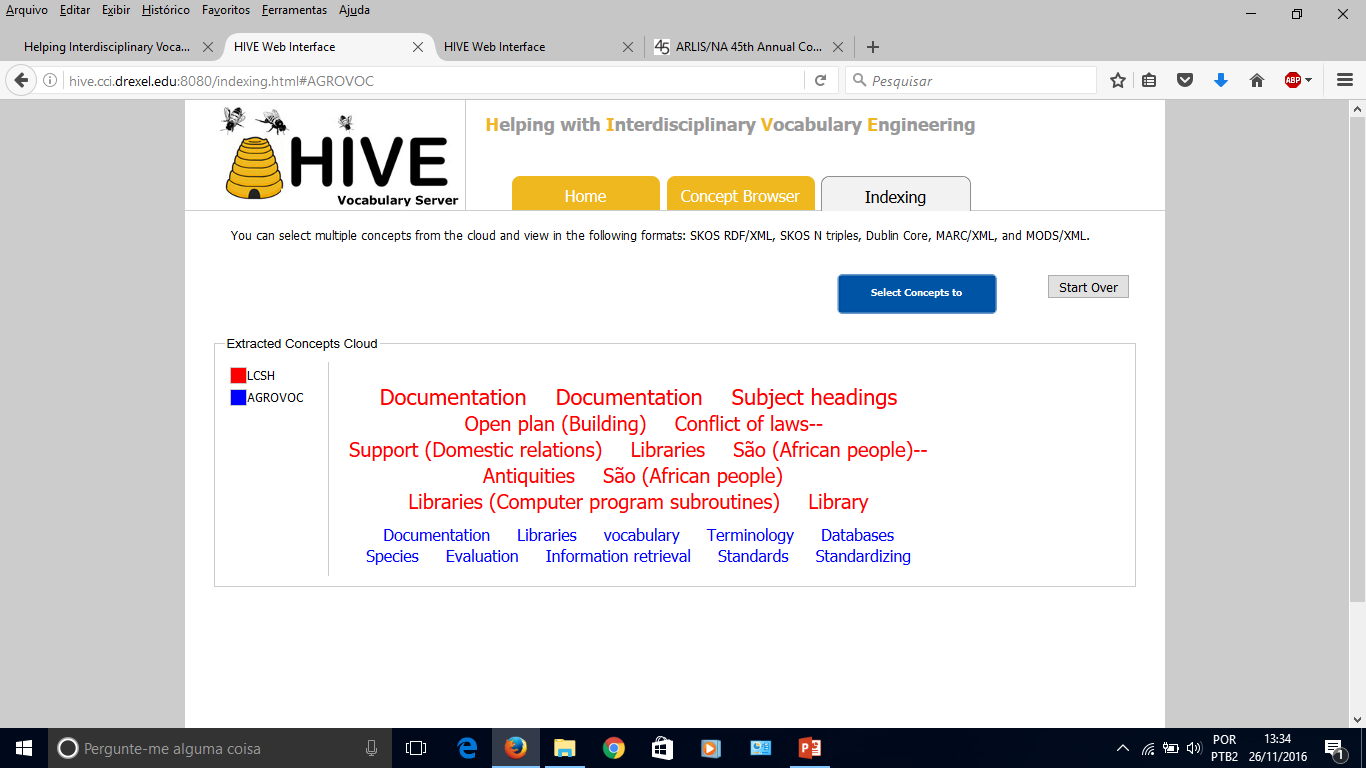 Arquivo Editar Exibir Histórico Favoritos Ferramentas Ajuda
Helping Interdisciplinary Voca... HIVE Web Interface HIVE Web Interface 45 ARLIS/NA 45th Annual Co...
hive.cci.drexel.edu:8080/indexing.html#AGROVOC Pesquisar ABP
HIVE
Vocabulary Server
Helping with Interdisciplinary Vocabulary Engineering
Home Concept Browser Indexing
You can select multiple concepts from the cloud and view in the following formats: SKOS RDF/XML, SKOS N triples, Dublin Core, MARC/XML, and MODS/XML.
Select Concepts to Start Over
Extracted Concepts Cloud
LCSH
AGROVOC
Documentation Documentation Subject headings
Open plan (Building) Conflict of laws--
Support (Domestic relations) Libraries São (African people)--
Antiquities São (African people)
Libraries (Computer program subroutines) Library
Documentation Libraries vocabulary Terminology Databases
Species Evaluation Information retrieval Standards Standardizing
Pergunte-me alguma coisa
POR
PTB2
13:34
26/11/2016
1